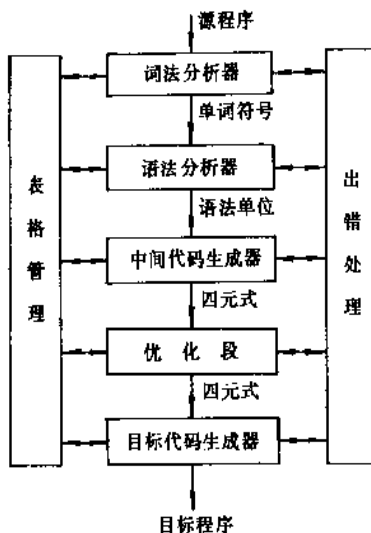 源程序
词法分析器
单词符号
语法分析器
语法单位
中间代码生成器
四元式
优化段
四元式
目标代码生成器
目标程序
表格管理
出错处理